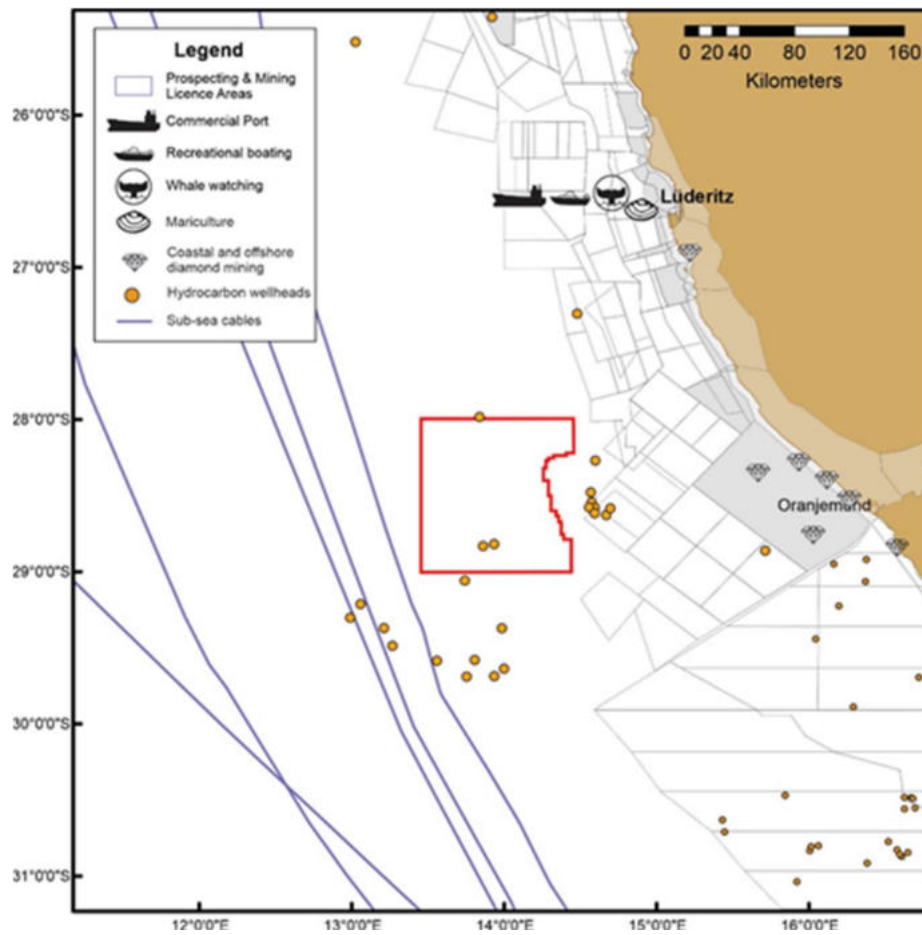 Legend
Prospecting & Mining
Licence Areas
Commercial Port
Recreational boating
Whale watching
Mariculture
Coastal and offshore
diamond mining
Hydrocarbon wellheads
Sub-sea cables
0 20 40 80 120 160
Kilometers
26°0'0"S
Lüderitz
27°0'0"S
28°0'0"S
Oranjemund
29°0'0"S
30°0'0"S
31°0'0"S
12°0'0"E 13°0'0"E 14°0'0"E 15°0'0"E 16°0'0"E